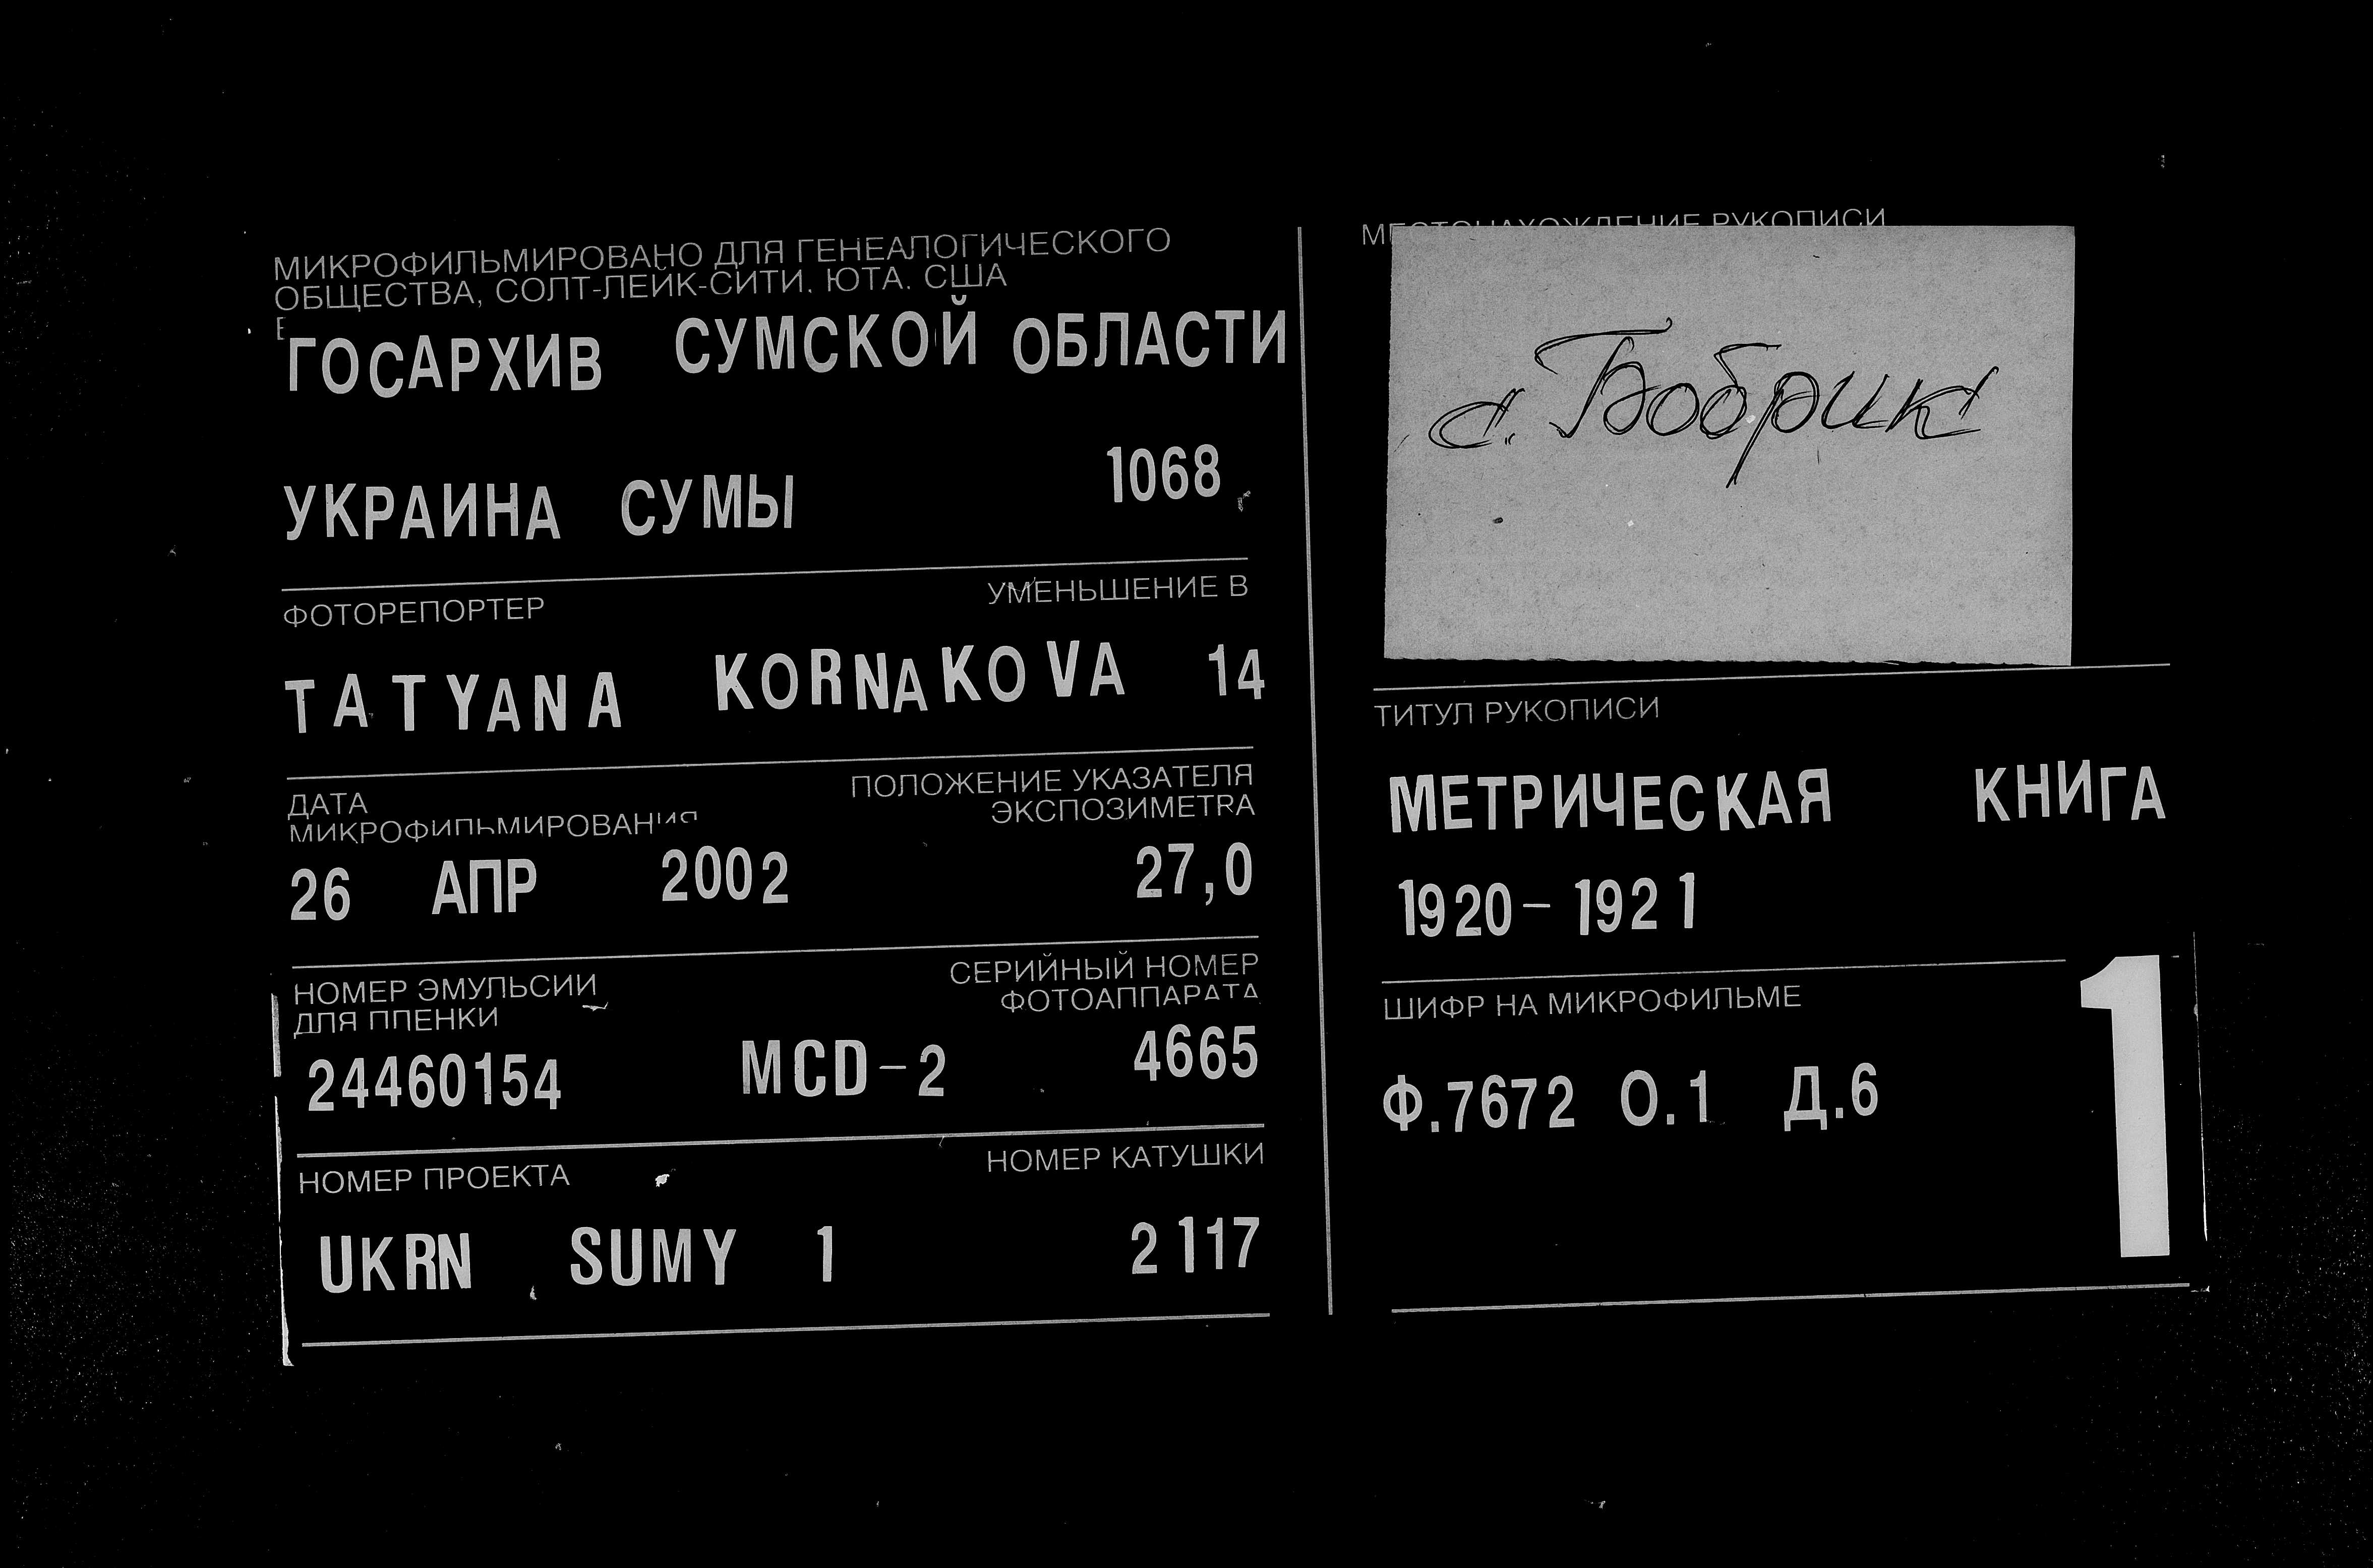 МИКРОФИЛЬМИРОВАНО ДЛЯ ГЕНЕАЛОГИЧЕСКОГО
ОБЩЕСТВА, СОЛТ-ЛЕЙК-СИТИ, ЮТА, США
ГОСАРХИВ СУМСКОЙ ОБЛАСТИ
УКРАИНА СУМЫ 1068
ФОТОРЕПОРТЕР УМЕНЬШЕНИЕ В
TATYANA KORNAKOVA 14
ДАТА
МИКРОФИЛЬМИРОВАНИЯ
ПОЛОЖЕНИЕ УКАЗАТЕЛЯ
ЭКСПОЗИМЕТRА
26 АПР 2002 27,0
НОМЕР ЭМУЛЬСИИ
ДЛЯ ПЛЕНКИ
СЕРИЙНЫЙ НОМЕР
ФОТОАППАРАТА
24460154 MCD-2 4665
НОМЕР ПРОЕКТА НОМЕР КАТУШКИ
UKRN SUMY 1 2117
МЕСТОНАХОЖДЕНИЕ РУКОПИСИ
с. Бобрик
ТИТУЛ РУКОПИСИ
МЕТРИЧЕСКАЯ КНИГА
1920-1921
ШИФР НА МИКРОФИЛЬМЕ
Ф.7672 О.1 Д.6
1